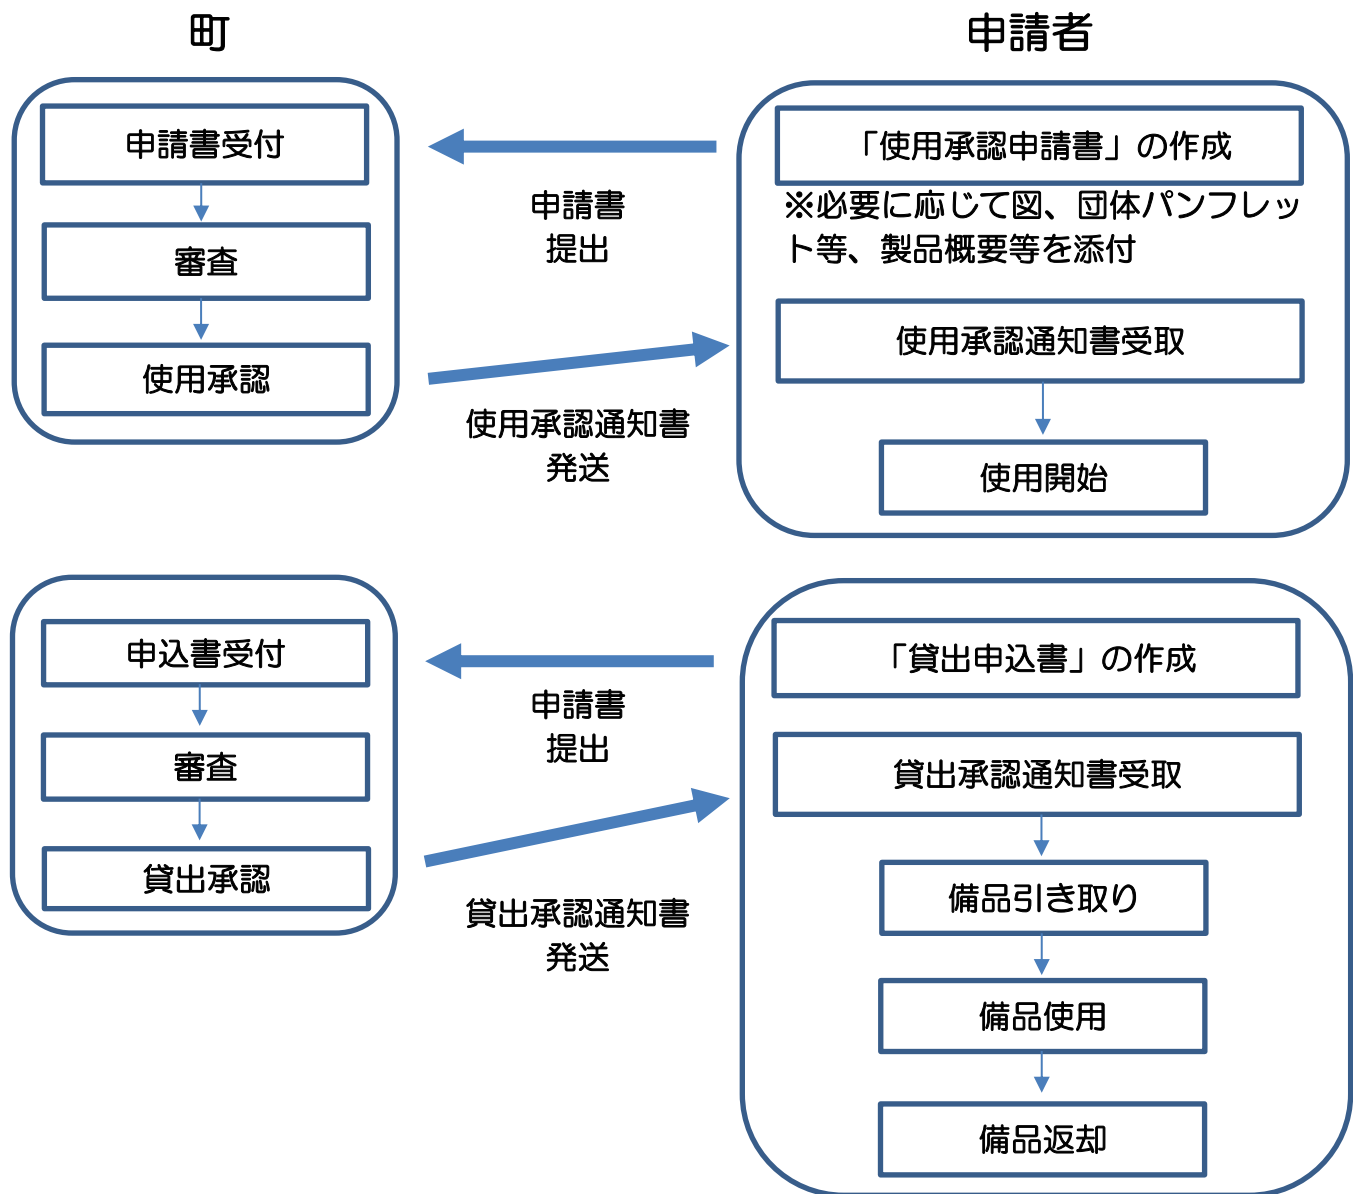 町
申請者
申請書受付
審査
使用承認
申請書
提出
使用承認通知書
発送
「使用承認申請書」の作成
※必要に応じて図、団体パンフレッ
ト等、製品概要等を添付
使用承認通知書受取
使用開始
申込書受付
審査
貸出承認
申請書
提出
貸出承認通知書
発送
「貸出申込書」の作成
貸出承認通知書受取
備品引き取り
備品使用
備品返却